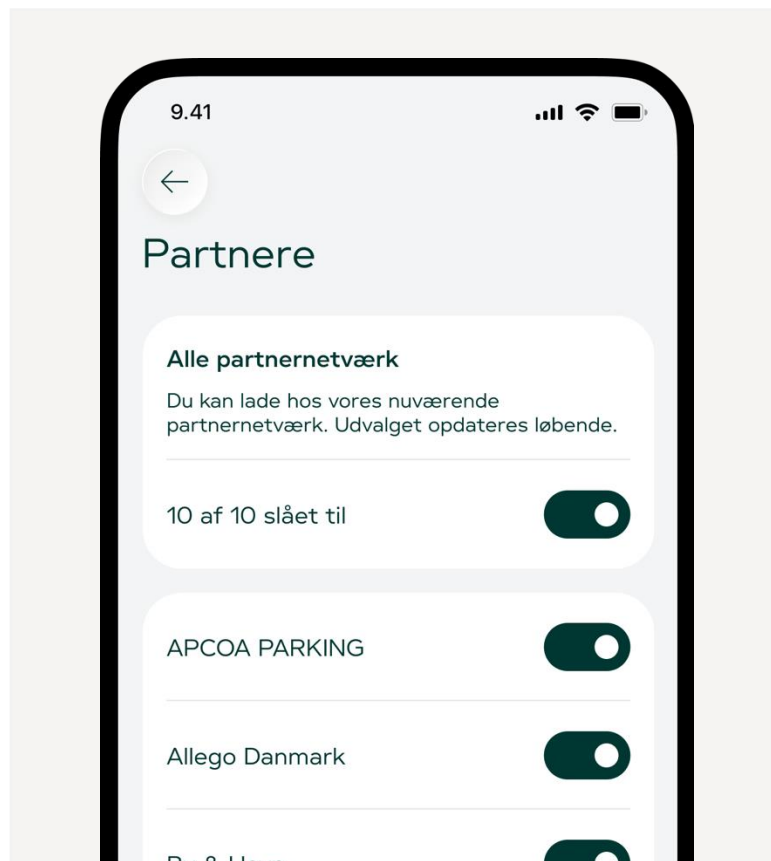 9.41
Partnere
Alle partnernetværk
Du kan lade hos vores nuværende
partnernetværk. Udvalget opdateres løbende.
10 af 10 slået til
APCOA PARKING
Allego Danmark